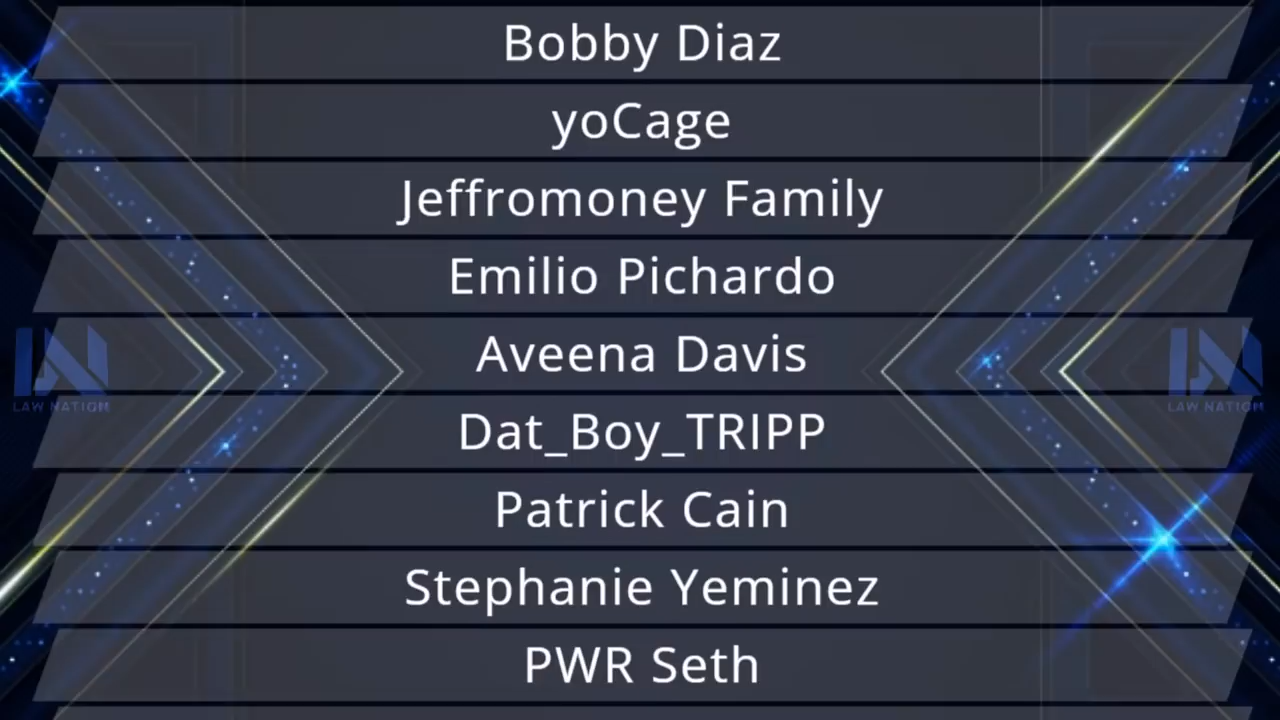 Bobby Diaz
yoCage
Jeffromoney Family
Emilio Pichardo
Aveena Davis
LAW NATION
LAW NATION
Dat_Boy_TRIPP
Patrick Cain
Stephanie Yeminez
PWR Seth